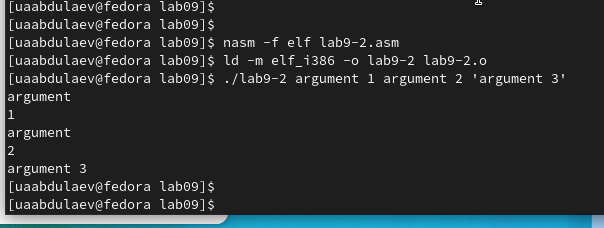 [uaabdulaev@fedora lab09]$
[uaabdulaev@fedora lab09]$
[uaabdulaev@fedora lab09]$ nasm -f elf lab9-2.asm
[uaabdulaev@fedora lab09]$ ld -m elf_i386 -o lab9-2 lab9-2.o
[uaabdulaev@fedora lab09]$ ./lab9-2 argument 1 argument 2 'argument 3'
argument
1
argument
2
argument 3
[uaabdulaev@fedora lab09]$
[uaabdulaev@fedora lab09]$